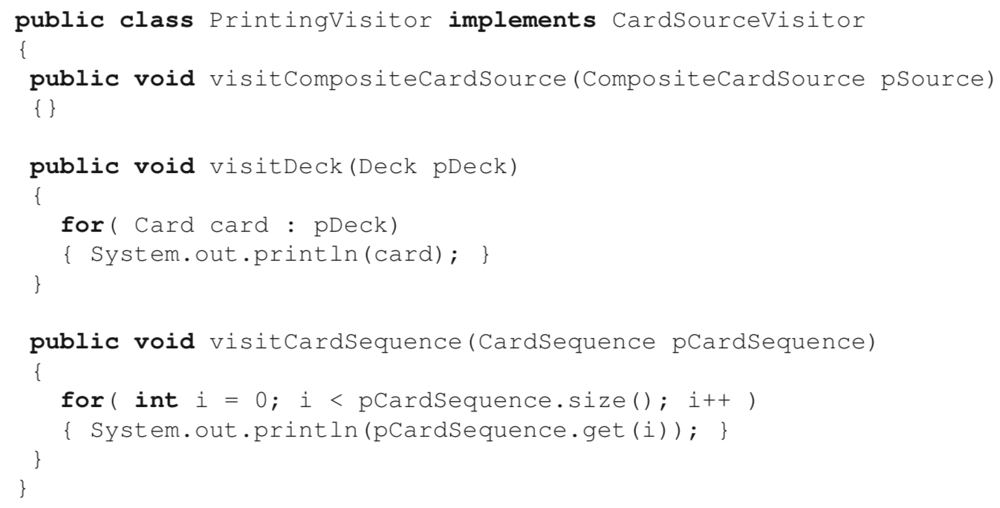 public class PrintingVisitor implements CardSourceVisitor
{
public void visitCompositeCardSource(CompositeCardSource pSource)
{}
public void visitDeck(Deck pDeck)
{
for( Card card : pDeck)
{ System.out.println(card); }
}
public void visitCardSequence(CardSequence pCardSequence)
{
for( int i = 0; i < pCardSequence.size(); i++ )
{ System.out.println(pCardSequence.get(i)); }
}
}